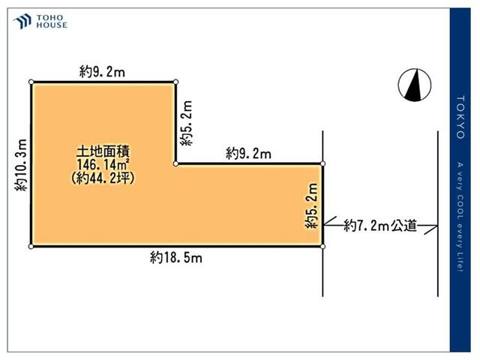 TOHO
HOUSE
約9.2m
約5.2m
約10.3m
土地面積
146.14㎡
(約44.2坪)
約9.2m
約5.2m
約7.2m公道
約18.5m
TOKYO
A very COOL every Life!